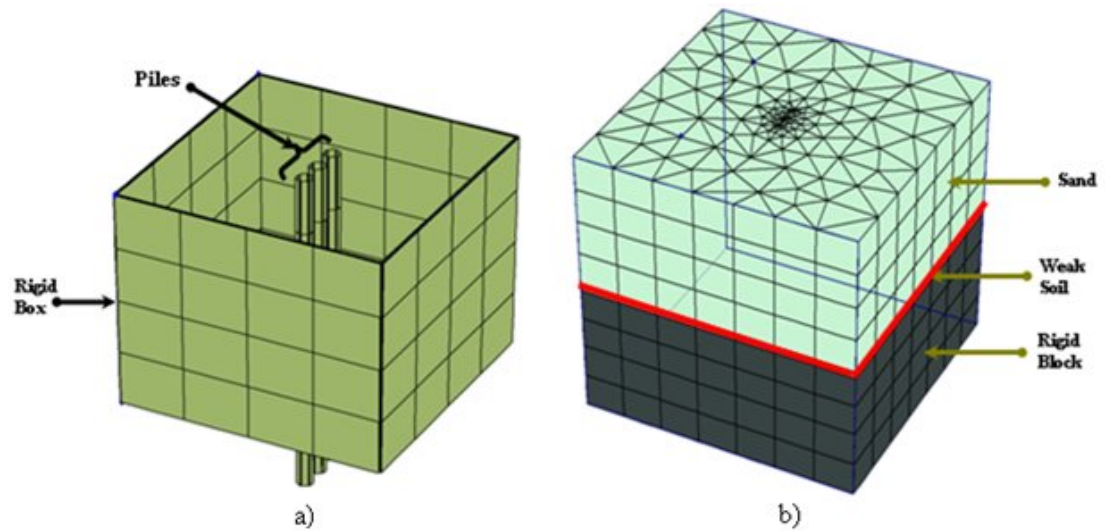 Piles
Rigid
Box
a)
Sand
Weak
Soil
Rigid
Block
b)